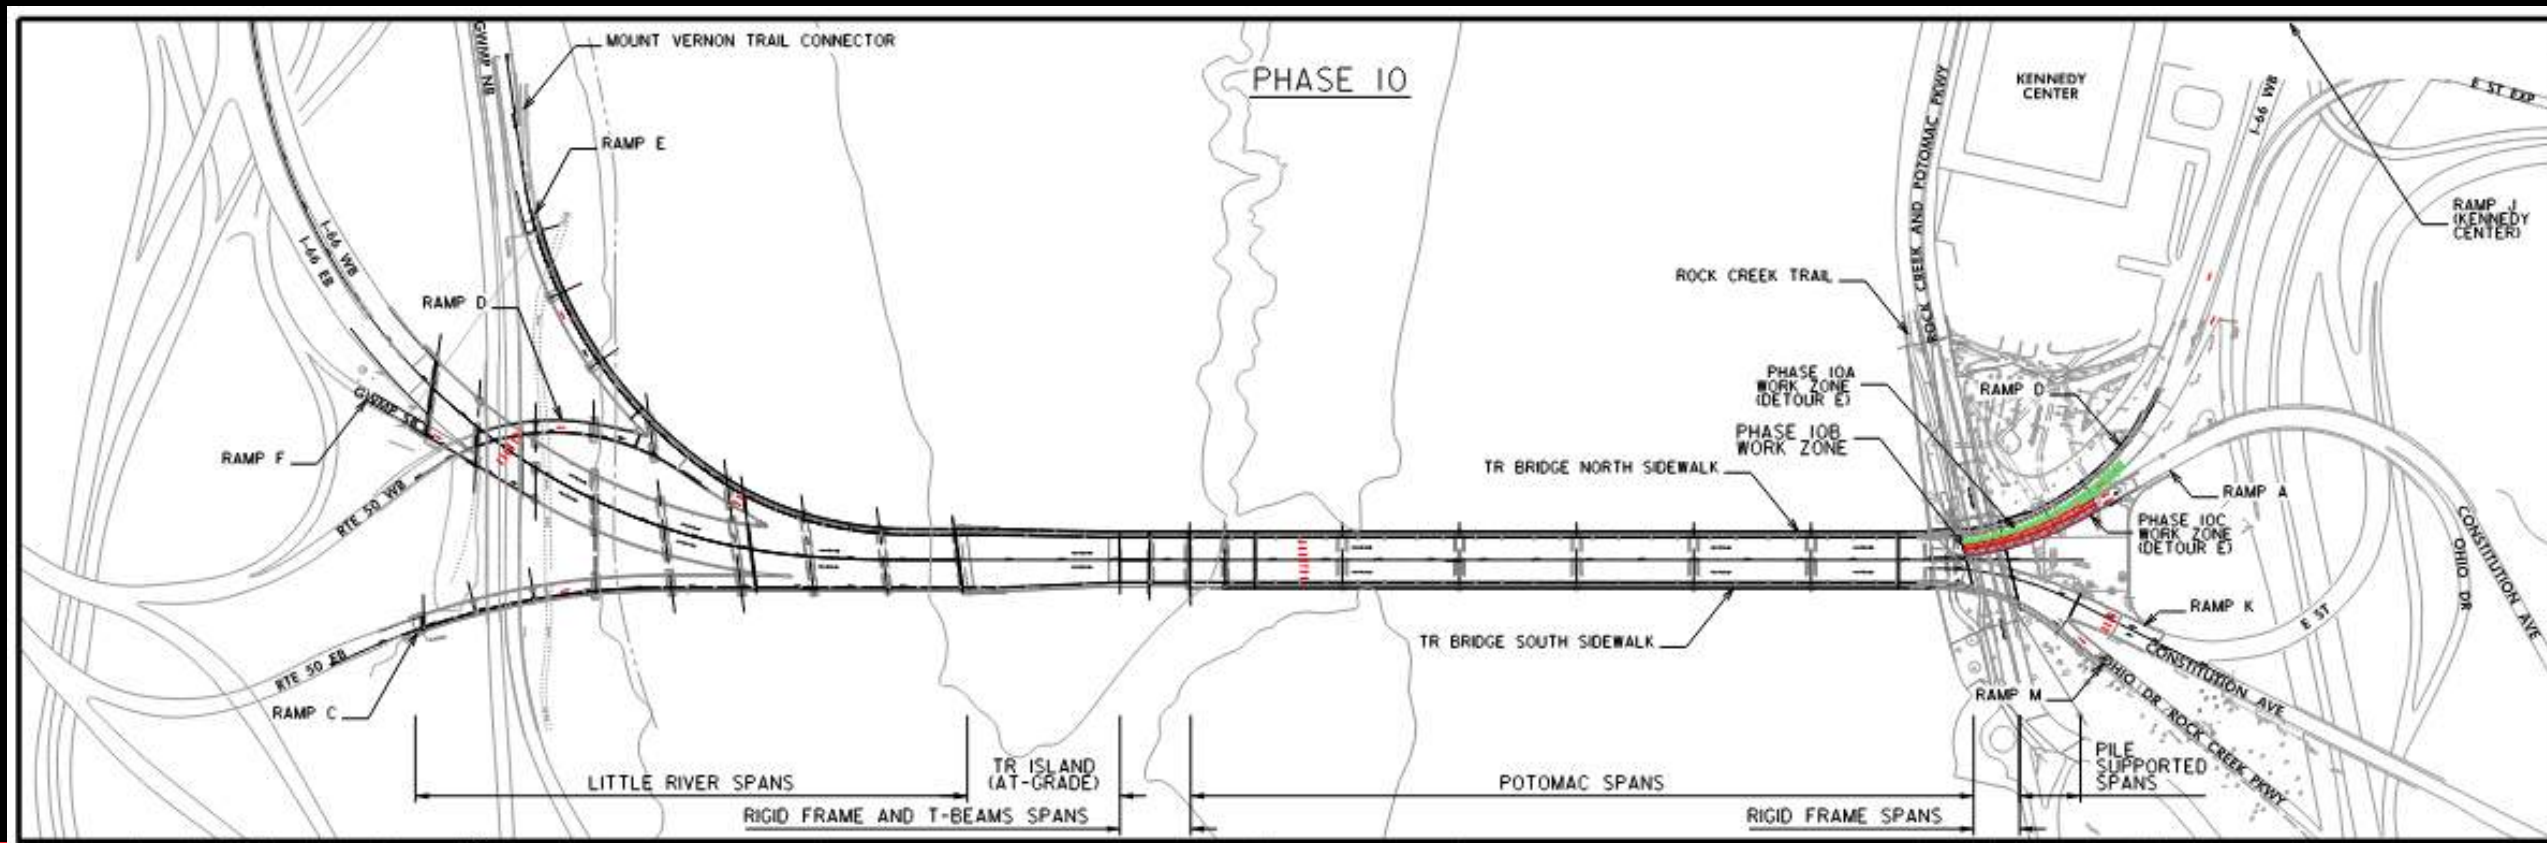 MOUNT VERNON TRAIL CONNECTOR
GWMP NB
PHASE 10
KENNEDY
CENTER
I-66 WB
E ST EXP
RAMP E
ROCK CREEK AND POTOMAC PKWY
RAMP J
(KENNEDY
CENTER)
I-66 WB
I-66 EB
ROCK CREEK TRAIL
RAMP D
PHASE 10A
WORK ZONE
(DETOUR E)
RAMP D
GWMP SB
PHASE 10B
WORK ZONE
RAMP F
TR BRIDGE NORTH SIDEWALK
RAMP A
RTE 50 WB
PHASE 10C
WORK ZONE
(DETOUR E)
CONSTITUTION AVE
OHIO DR
RAMP K
E ST
TR BRIDGE SOUTH SIDEWALK
RTE 50 EB
CONSTITUTION AVE
RAMP M
OHIO DR /ROCK CREEK PKWY
RAMP C
LITTLE RIVER SPANS
TR ISLAND
(AT-GRADE)
POTOMAC SPANS
PILE
SUPPORTED
SPANS
RIGID FRAME AND T-BEAMS SPANS
RIGID FRAME SPANS